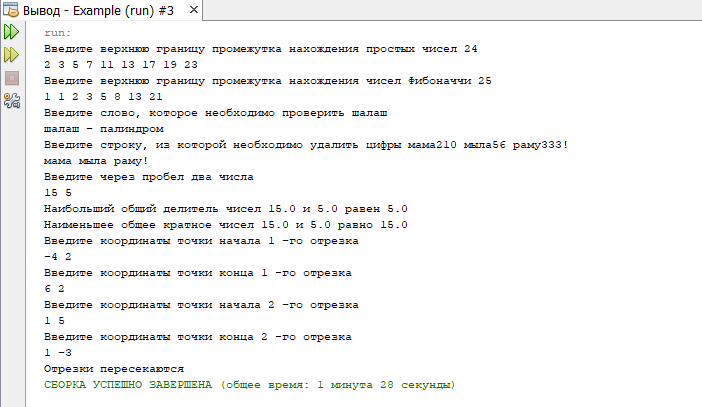 Вывод - Example (run) #3
run:
Введите верхнюю границу промежутка нахождения простых чисел 24
2 3 5 7 11 13 17 19 23
Введите верхнюю границу промежутка нахождения чисел Фибоначчи 25
1 1 2 3 5 8 13 21
Введите слово, которое необходимо проверить шалаш
шалаш - палиндром
Введите строку, из которой необходимо удалить цифры мама210 мыла56 раму333!
мама мыла раму!
Введите через пробел два числа
15 5
Наибольший общий делитель чисел 15.0 и 5.0 равен 5.0
Наименьшее общее кратное чисел 15.0 и 5.0 равно 15.0
Введите координаты точки начала 1 -го отрезка
-4 2
Введите координаты точки конца 1 -го отрезка
6 2
Введите координаты точки начала 2 -го отрезка
1 5
Введите координаты точки конца 2 -го отрезка
1 -3
Отрезки пересекаются
СБОРКА УСПЕШНО ЗАВЕРШЕНА (общее время: 1 минута 28 секунды)